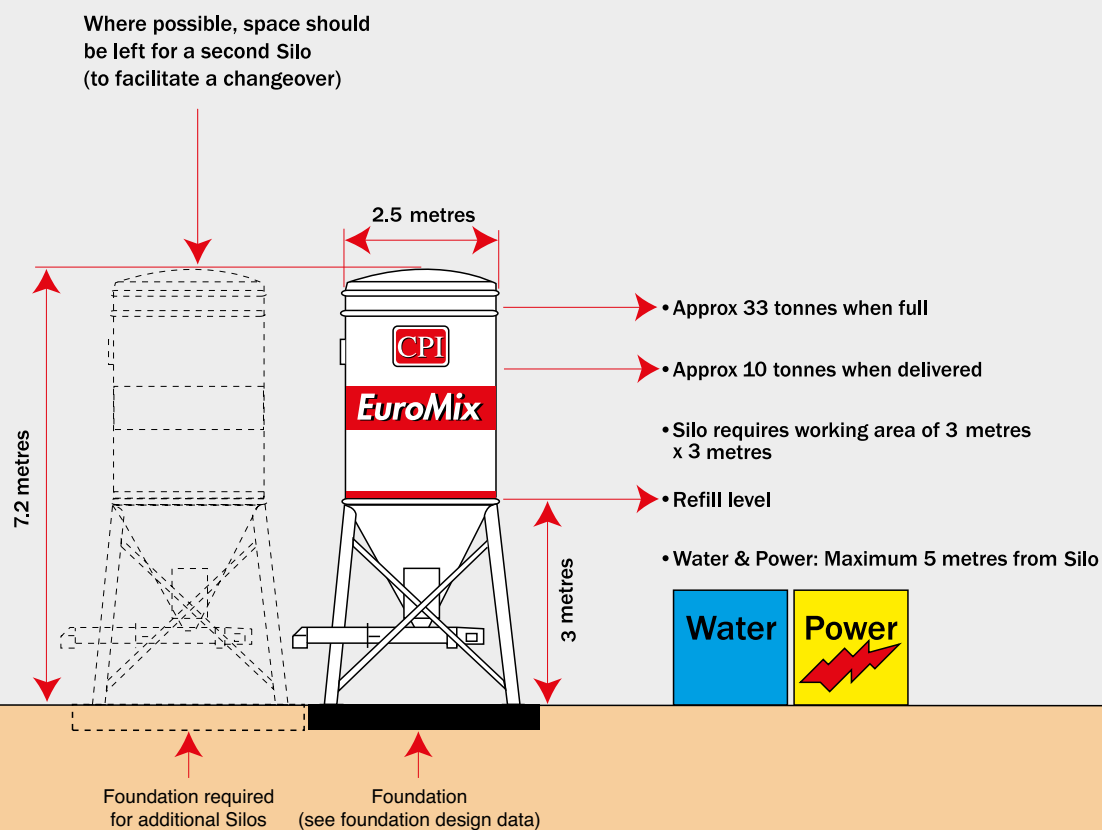 Where possible, space should
be left for a second Silo
(to facilitate a changeover)
2.5 metres
7.2 metres
CPI
EuroMix
3 metres
• Approx 33 tonnes when full
• Approx 10 tonnes when delivered
• Silo requires working area of 3 metres
x 3 metres
• Refill level
• Water & Power: Maximum 5 metres from Silo
Water
Power
Foundation required
for additional Silos
Foundation
(see foundation design data)